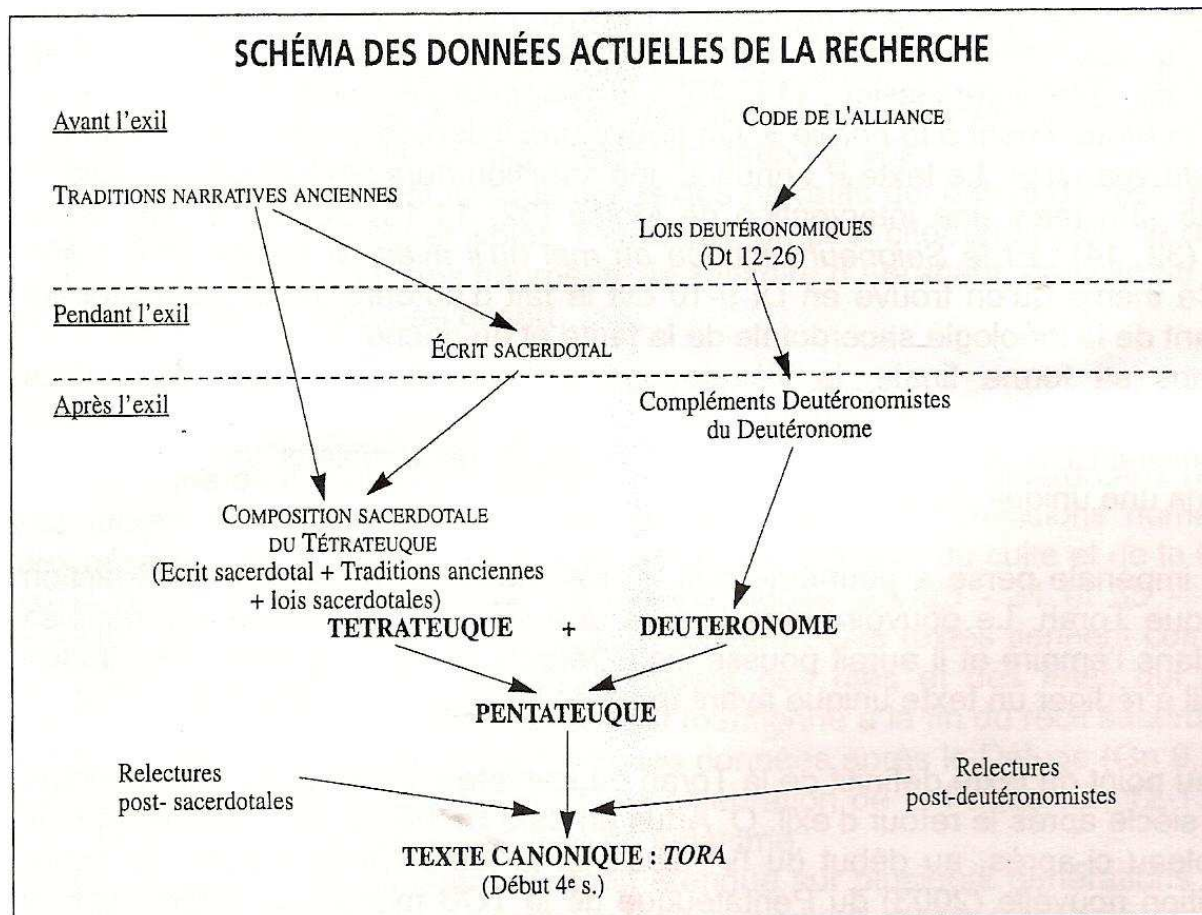 SCHÉMA DES DONNÉES ACTUELLES DE LA RECHERCHE
Avant l'exil
CODE DE L'ALLIANCE
TRADITIONS NARRATIVES ANCIENNES
LOIS DEUTÉRONOMIQUES
(Dt 12-26)
Pendant l'exil
ÉCRIT SACERDOTAL
Après l'exil
Compléments Deutéronomistes
du Deutéronome
COMPOSITION SACERDOTALE
DU TÉTRATEUQUE
(Ecrit sacerdotal + Traditions anciennes
+ lois sacerdotales)
TETRATEUQUE + DEUTERONOME
PENTATEUQUE
Relectures
post- sacerdotales
Relectures
post-deutéronomistes
TEXTE CANONIQUE : TORA
(Début 4e s.)